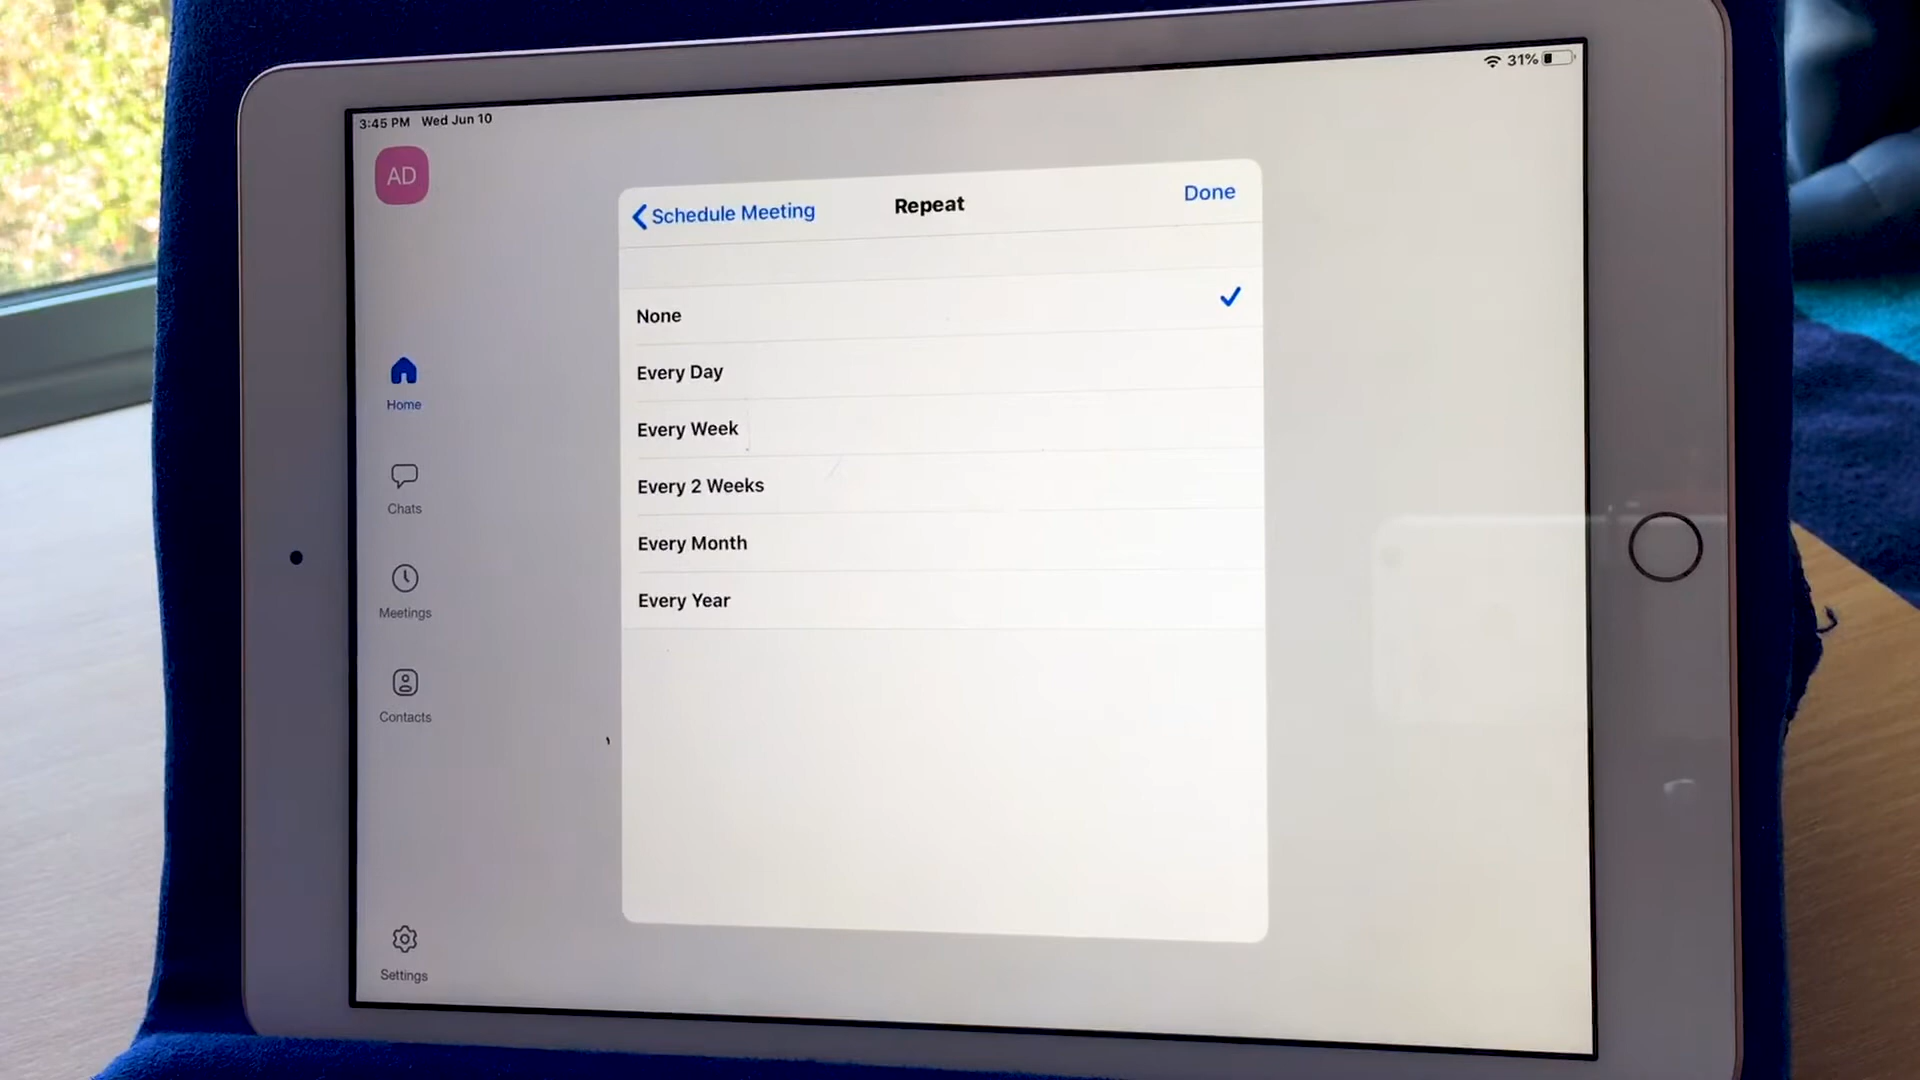 3:45 PM Wed Jun 10
31%
AD
Schedule Meeting
Repeat
Done
None
Every Day
Every Week
Every 2 Weeks
Every Month
Every Year
Home
Chats
Meetings
Contacts
Settings